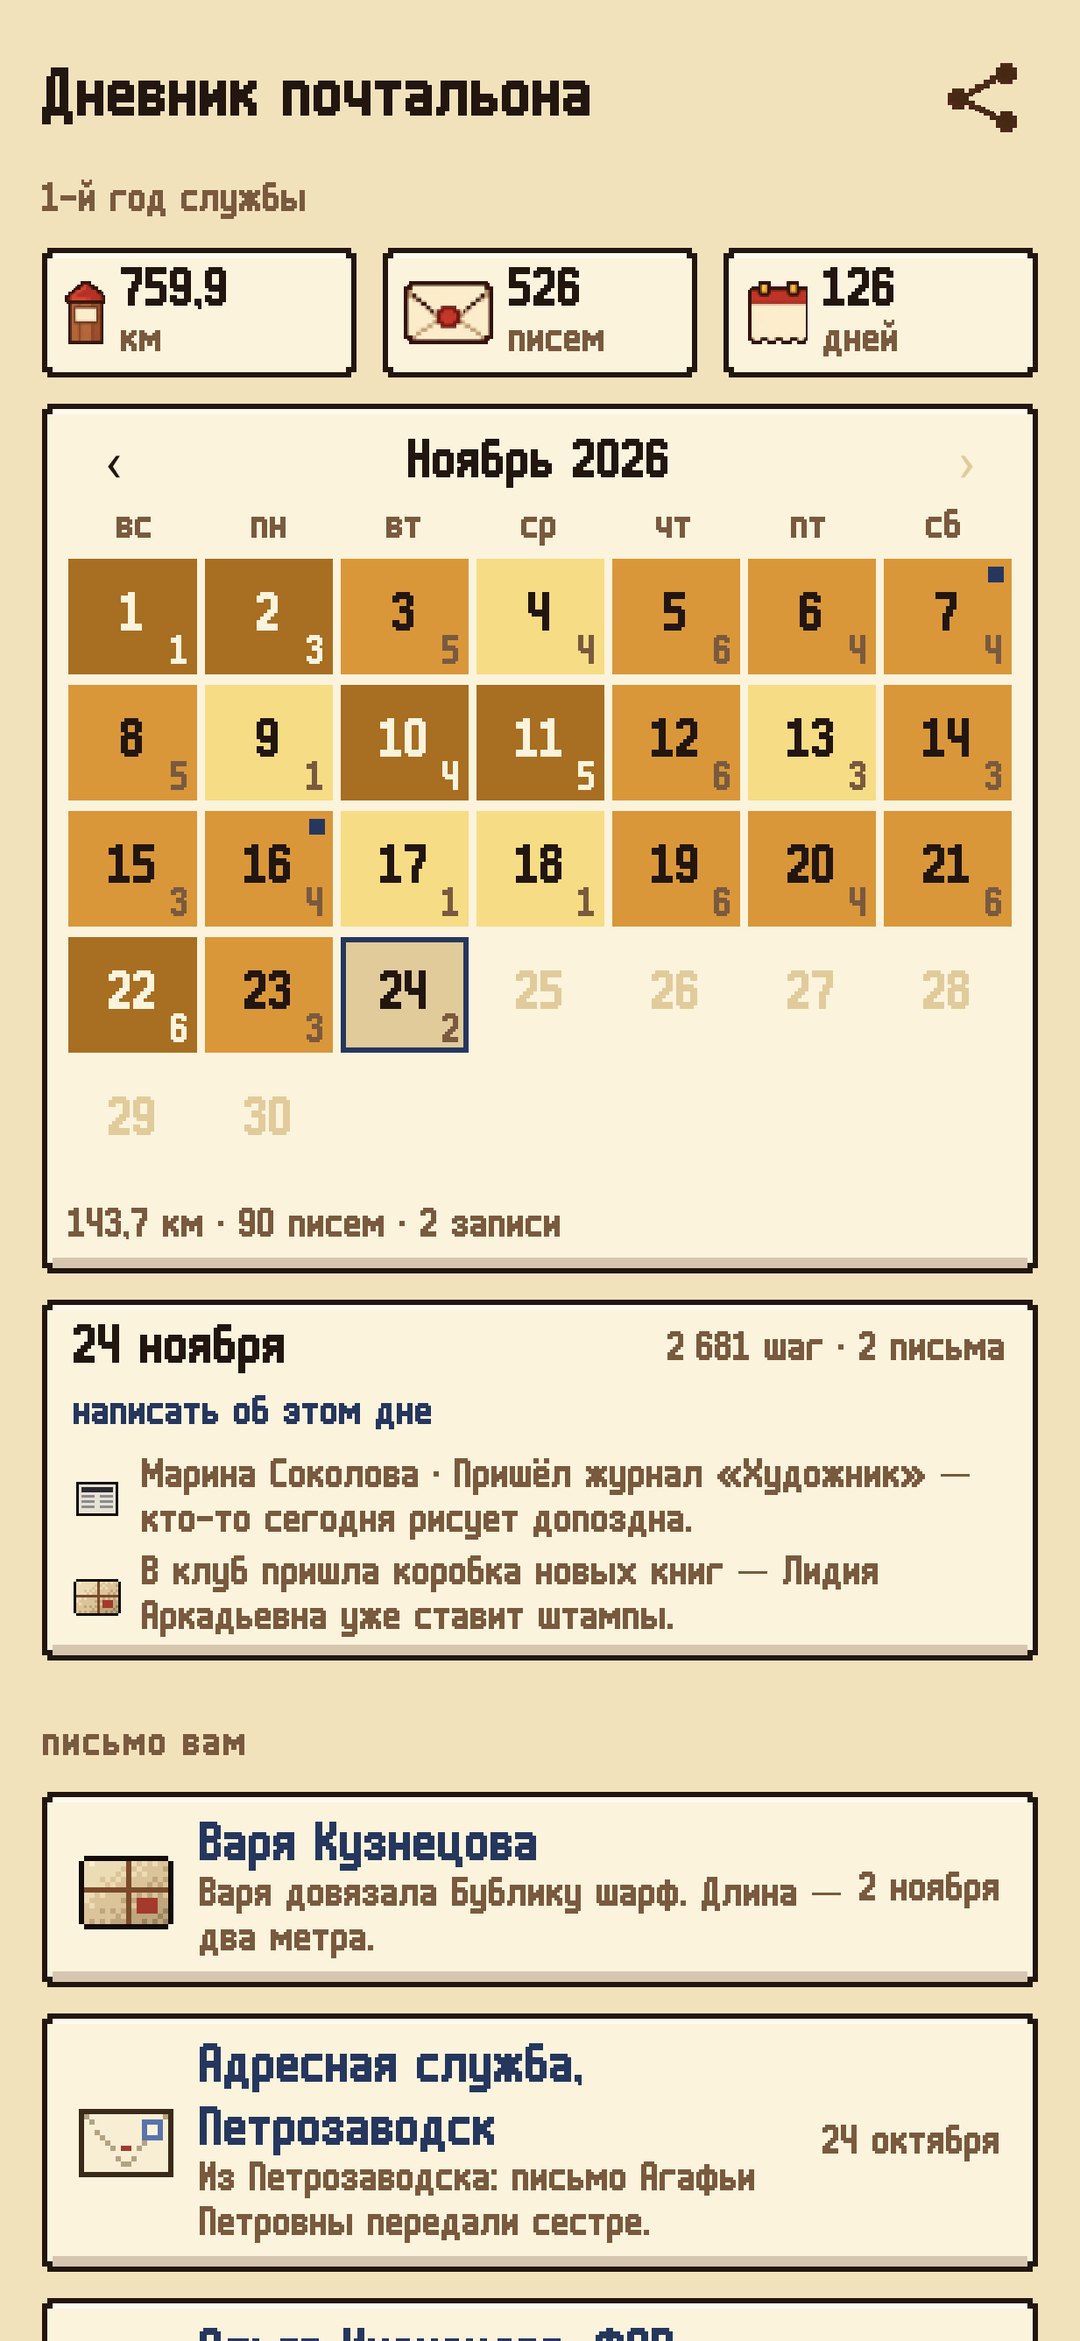 Дневник почтальона
1-й год службы
759,9
км
526
писем
126
дней
‹ Ноябрь 2026 ›
вс пн вт ср чт пт сб
1 1 2 3 3 5 4 4 5 6 6 4 7 4
8 5 9 1 10 4 11 5 12 6 13 3 14 3
15 3 16 4 17 1 18 1 19 6 20 4 21 6
22 6 23 3 24 2 25 26 27 28
29 30
143,7 км · 90 писем · 2 записи
24 ноября 2 681 шаг · 2 письма
написать об этом дне
Марина Соколова · Пришёл журнал «Художник» —
кто-то сегодня рисует допоздна.
В клуб пришла коробка новых книг — Лидия
Аркадьевна уже ставит штампы.
письмо вам
Варя Кузнецова
Варя довязала Бублику шарф. Длина — 2 ноября
два метра.
Адресная служба,
Петрозаводск
24 октября
Из Петрозаводска: письмо Агафьи
Петровны передали сестре.